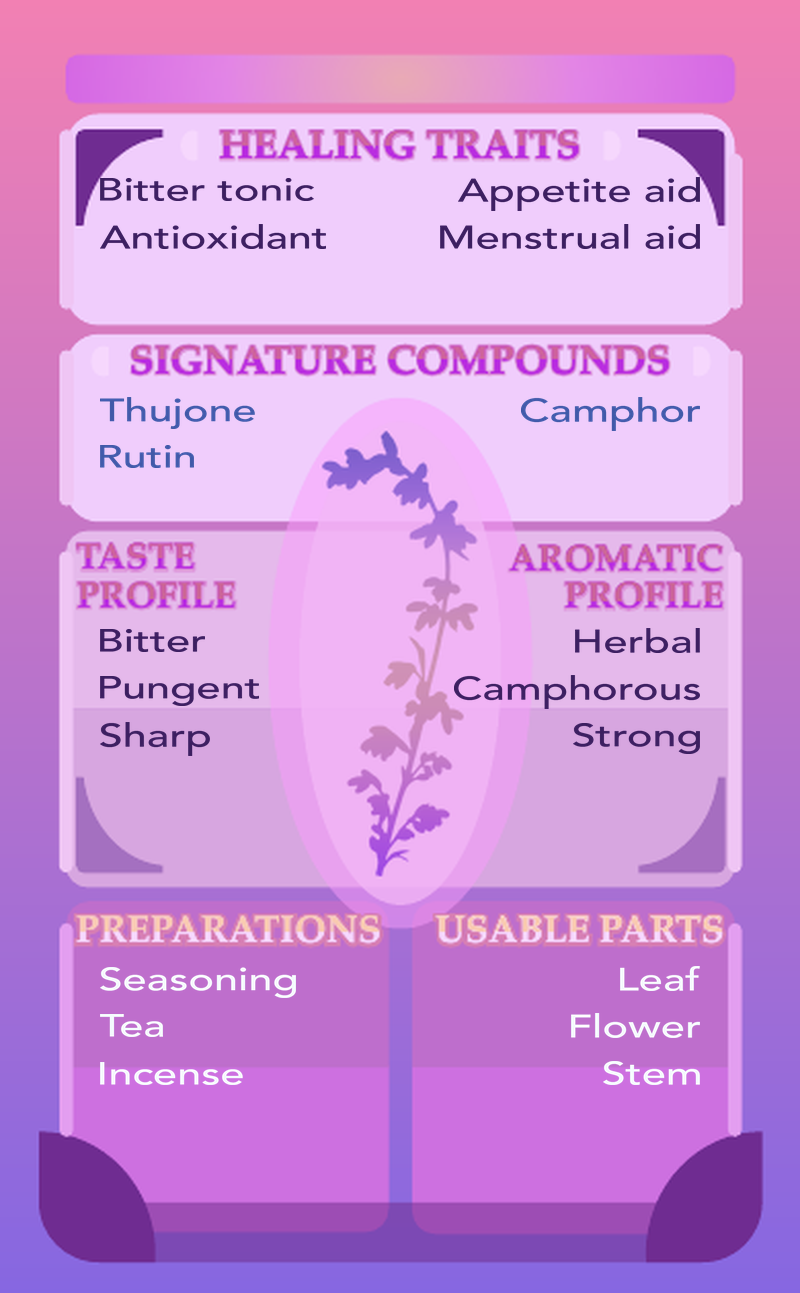 HEALING TRAITS
Bitter tonic
Appetite aid
Antioxidant
Menstrual aid
SIGNATURE COMPOUNDS
Thujone
Camphor
Rutin
TASTE
PROFILE
Bitter
Pungent
Sharp
AROMATIC
PROFILE
Herbal
Camphorous
Strong
PREPARATIONS
Seasoning
Tea
Incense
USABLE PARTS
Leaf
Flower
Stem